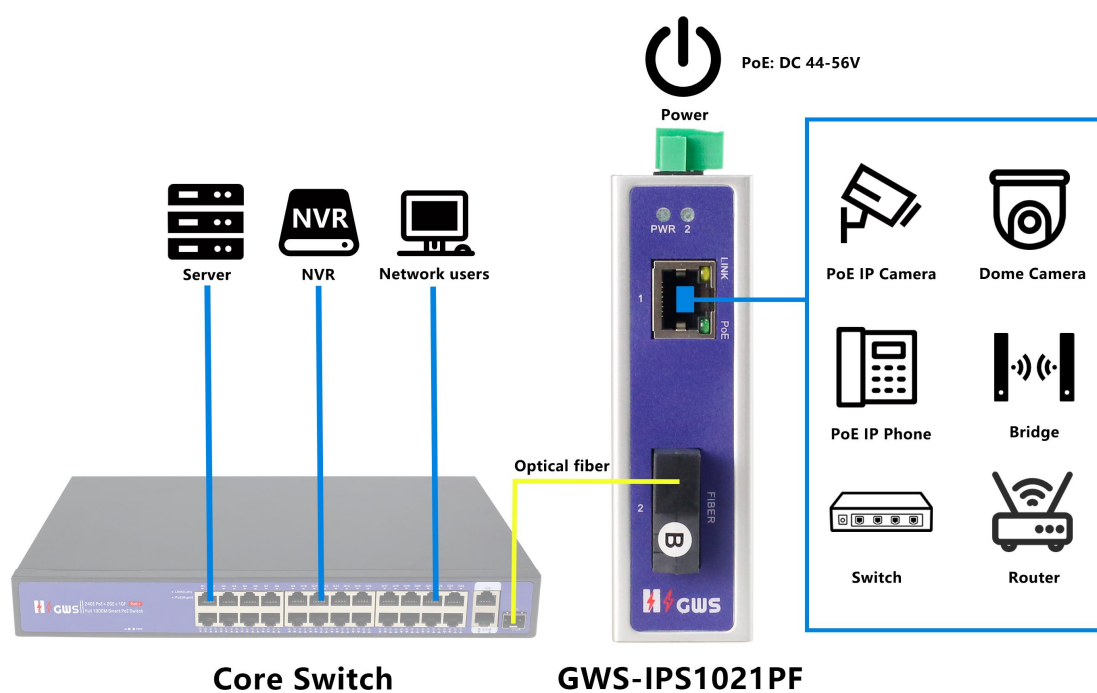 PoE: DC 44-56V
Power
NVR
Server
NVR
Network users
PWR 2
LINK
1
PoE
PoE IP Camera
Dome Camera
PoE IP Phone
Bridge
Optical fiber
FIBER
2
B
Switch
Router
GWS
GWS
Core Switch
GWS-IPS1021PF